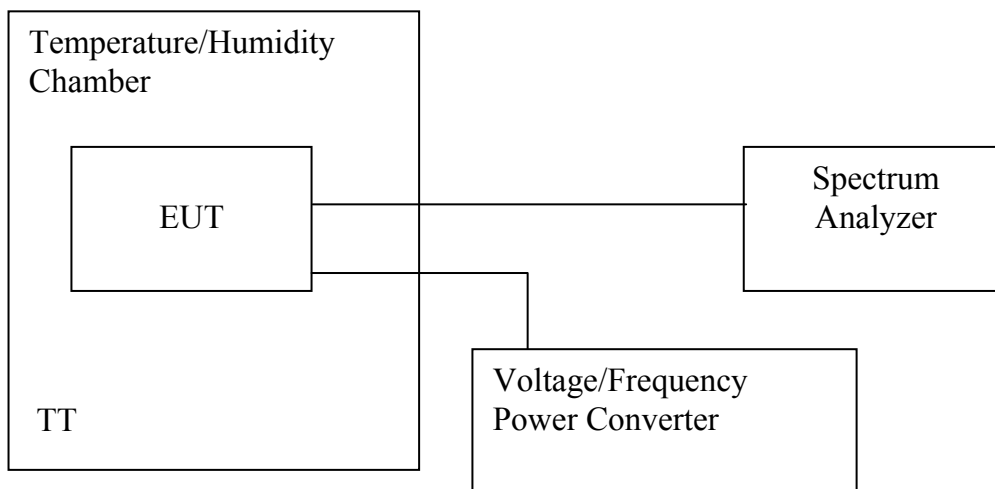 Temperature/Humidity
Chamber
EUT
TT
Spectrum
Analyzer
Voltage/Frequency
Power Converter